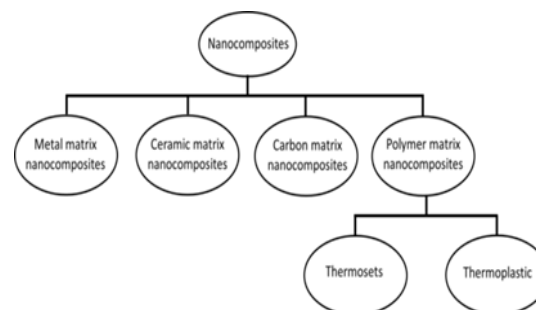 Nanocomposites
Metal matrix
nanocomposites
Ceramic matrix
nanocomposites
Carbon matrix
nanocomposites
Polymer matrix
nanocomposites
Thermosets
Thermoplastic